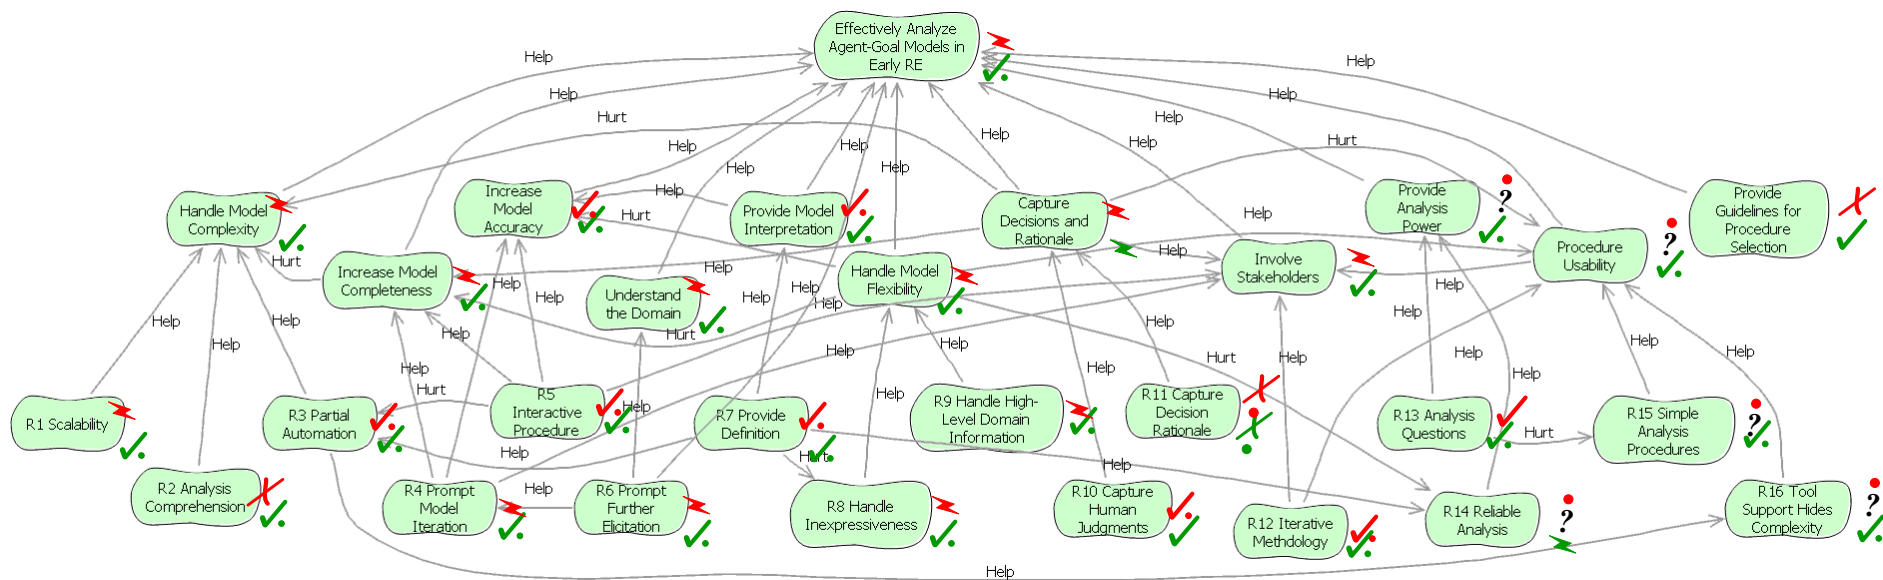 Effectively Analyze
Agent-Goal Models in
Early RE
Help
Help
Help
Help
Hurt
Help
Hurt
Help
Help
Help
Help
Help
Help
Help
Hurt
Handle Model
Complexity
Increase
Model
Accuracy
Provide Model
Interpretation
Capture
Decisions and
Rationale
Provide
Analysis
Power
?
Provide
Guidelines for
Procedure
Selection
Help
Help
Procedure
Usability
?
Hurt
Increase Model
Completeness
Help
Understand
the Domain
Handle Model
Flexibility
Involve
Stakeholders
Help
Help
Help
Help
Help
Help
Help
Help
Help
Hurt
Help
Help
Help
Help
Help
Help
Hurt
Help
Help
Help
Help
Help
Help
Hurt
Help
R1 Scalability
R3 Partial
Automation
R5
Interactive
Procedure
Help
R7 Provide
Definition
R9 Handle High-
Level Domain
Information
R11 Capture
Decision
Rationale
R13 Analysis
Questions
Hurt
R15 Simple
Analysis
Procedures
?
Help
Hurt
Help
R2 Analysis
Comprehension
R4 Prompt
Model
Iteration
Help
R6 Prompt
Further
Elicitation
R8 Handle
Inexpressiveness
R10 Capture
Human
Judgments
R12 Iterative
Methdology
R14 Reliable
Analysis
?
R16 Tool
Support Hides
Complexity
?
Help